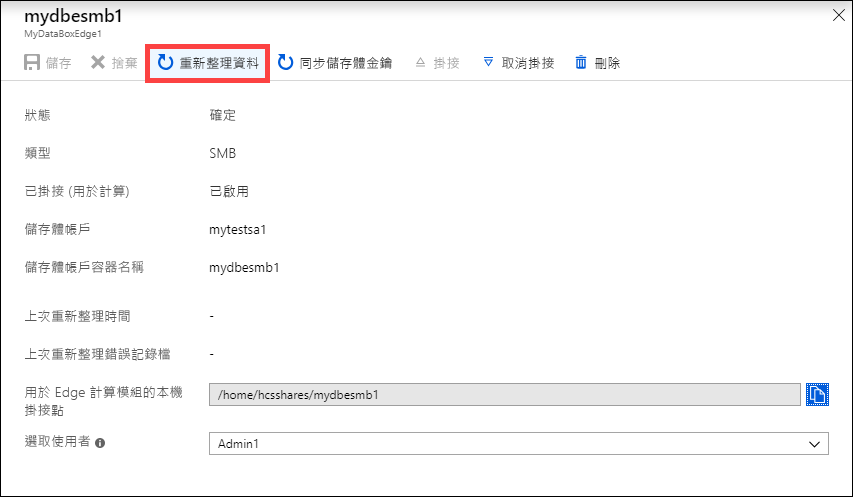 mydbesmb1
MyDataBoxEdge1
儲存 捨棄 重新整理資料 同步儲存體金鑰 掛接 取消掛接 刪除
狀態 確定
類型 SMB
已掛接 (用於計算) 已啟用
儲存體帳戶 mytestsa1
儲存體帳戶容器名稱 mydbesmb1
上次重新整理時間 -
上次重新整理錯誤記錄檔 -
用於 Edge 計算模組的本機
掛接點 /home/hcsshares/mydbesmb1
選取使用者 Admin1